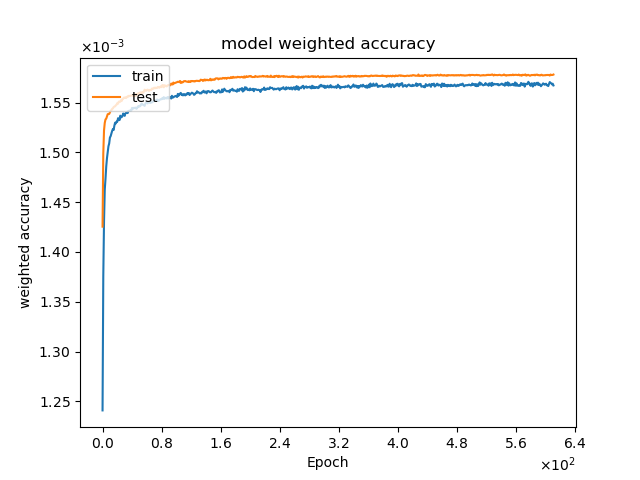 model weighted accuracy
×10⁻³
train
test
1.55
1.50
1.45
1.40
1.35
1.30
1.25
weighted accuracy
0.0 0.8 1.6 2.4 3.2 4.0 4.8 5.6 6.4
Epoch
×10²